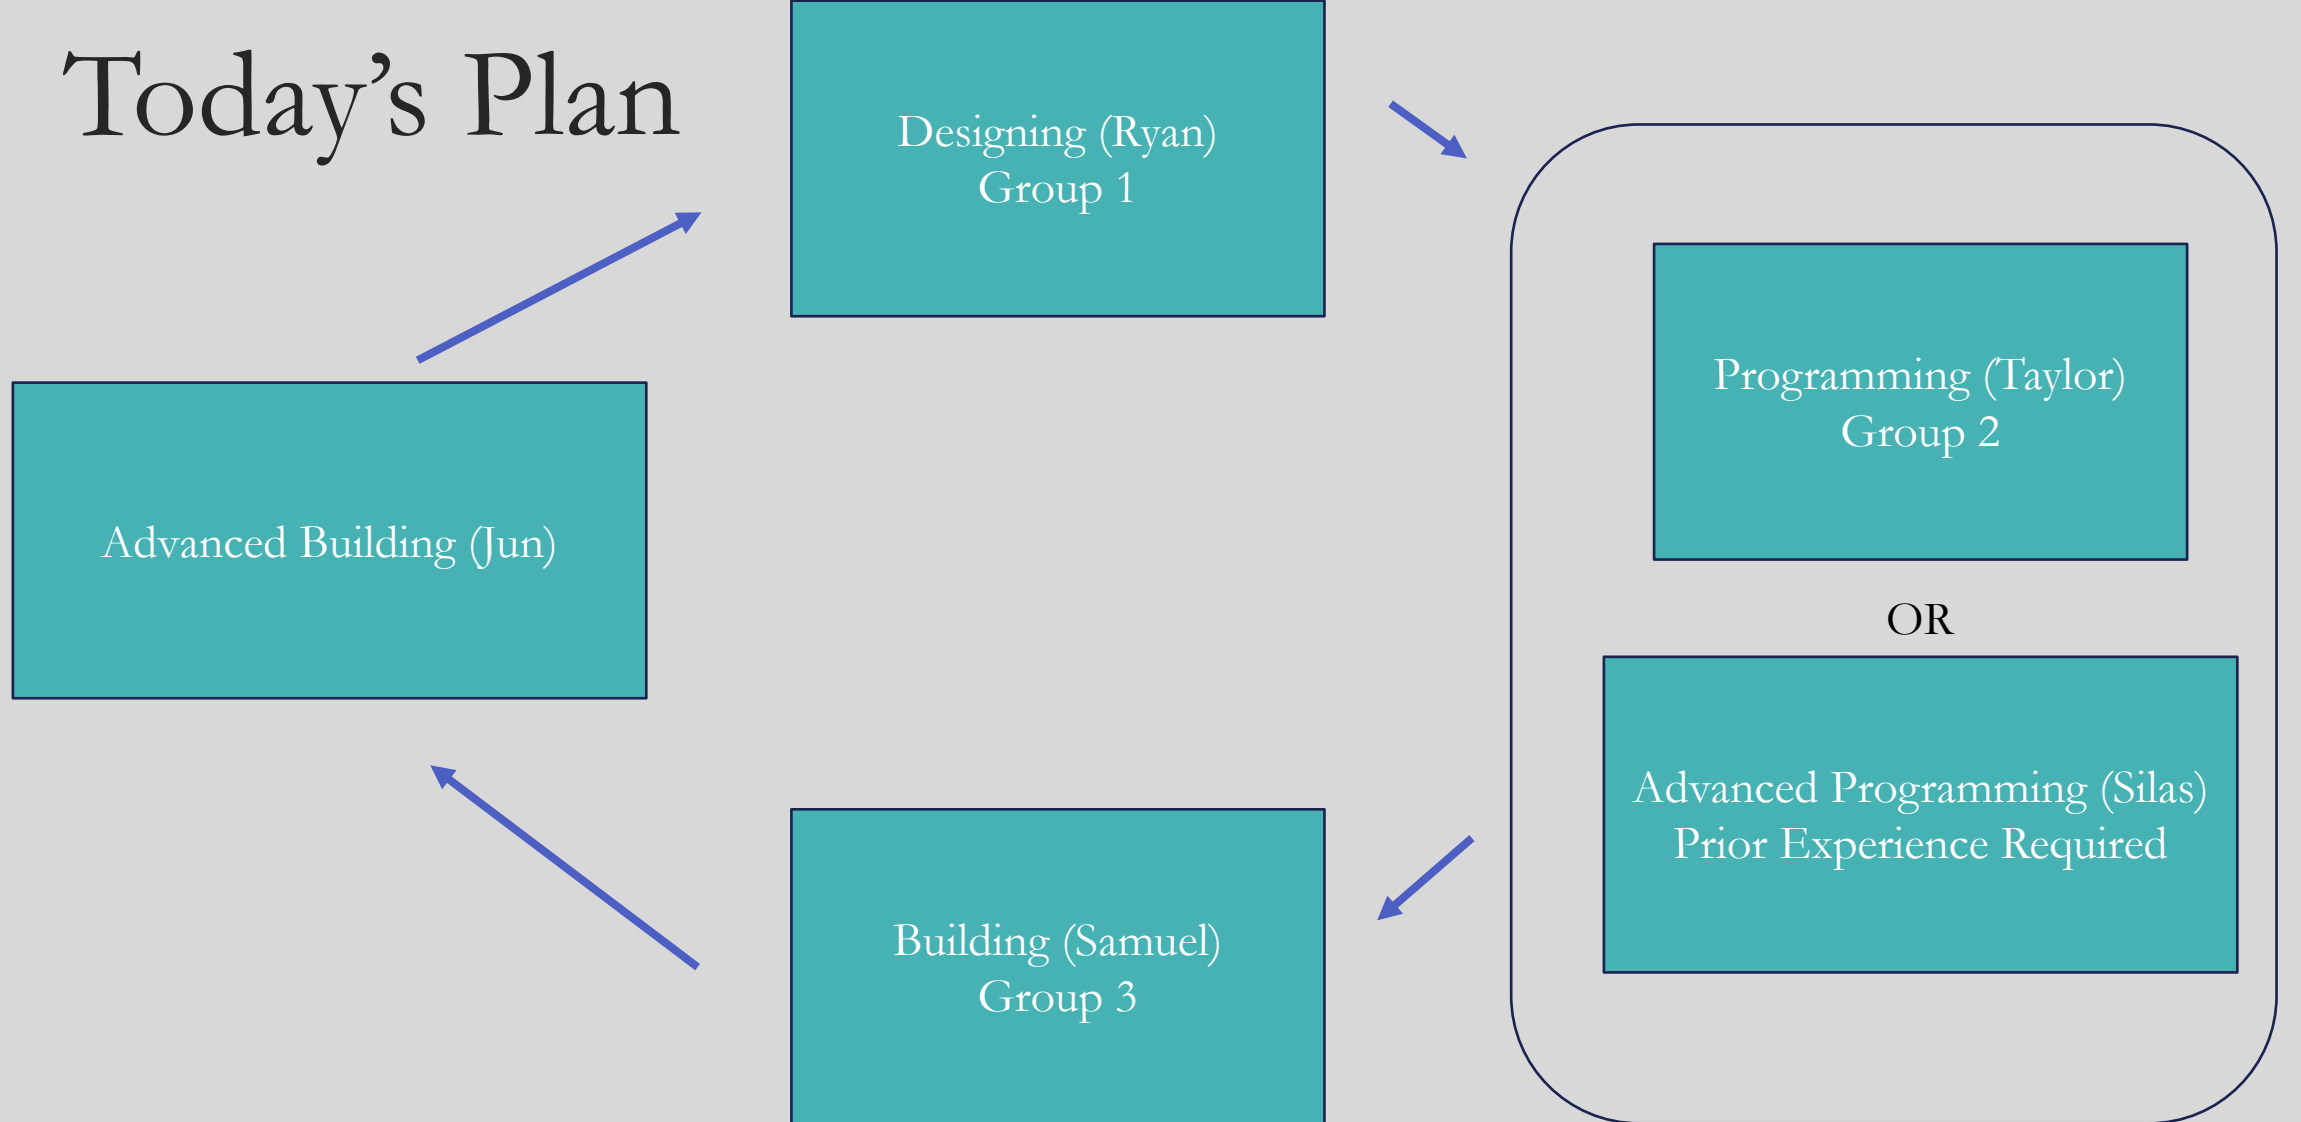 Today’s Plan
Designing (Ryan)
Group 1
Programming (Taylor)
Group 2
OR
Advanced Programming (Silas)
Prior Experience Required
Building (Samuel)
Group 3
Advanced Building (Jun)